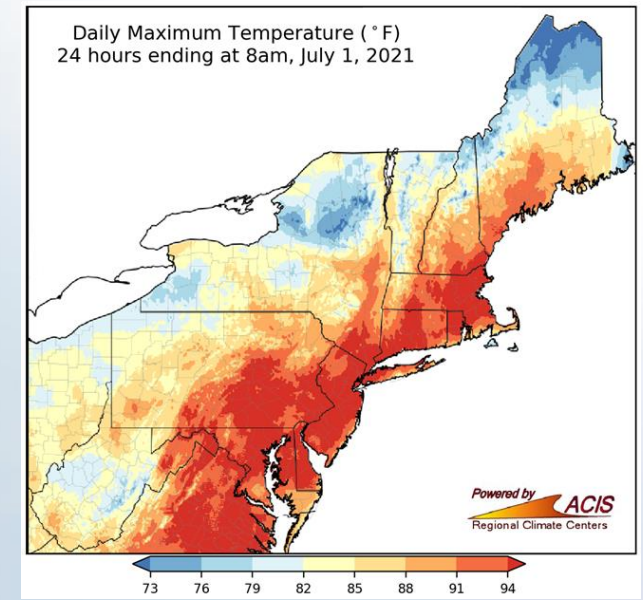 Daily Maximum Temperature (°F)
24 hours ending at 8am, July 1, 2021
Powered by
ACIS
Regional Climate Centers
73 76 79 82 85 88 91 94